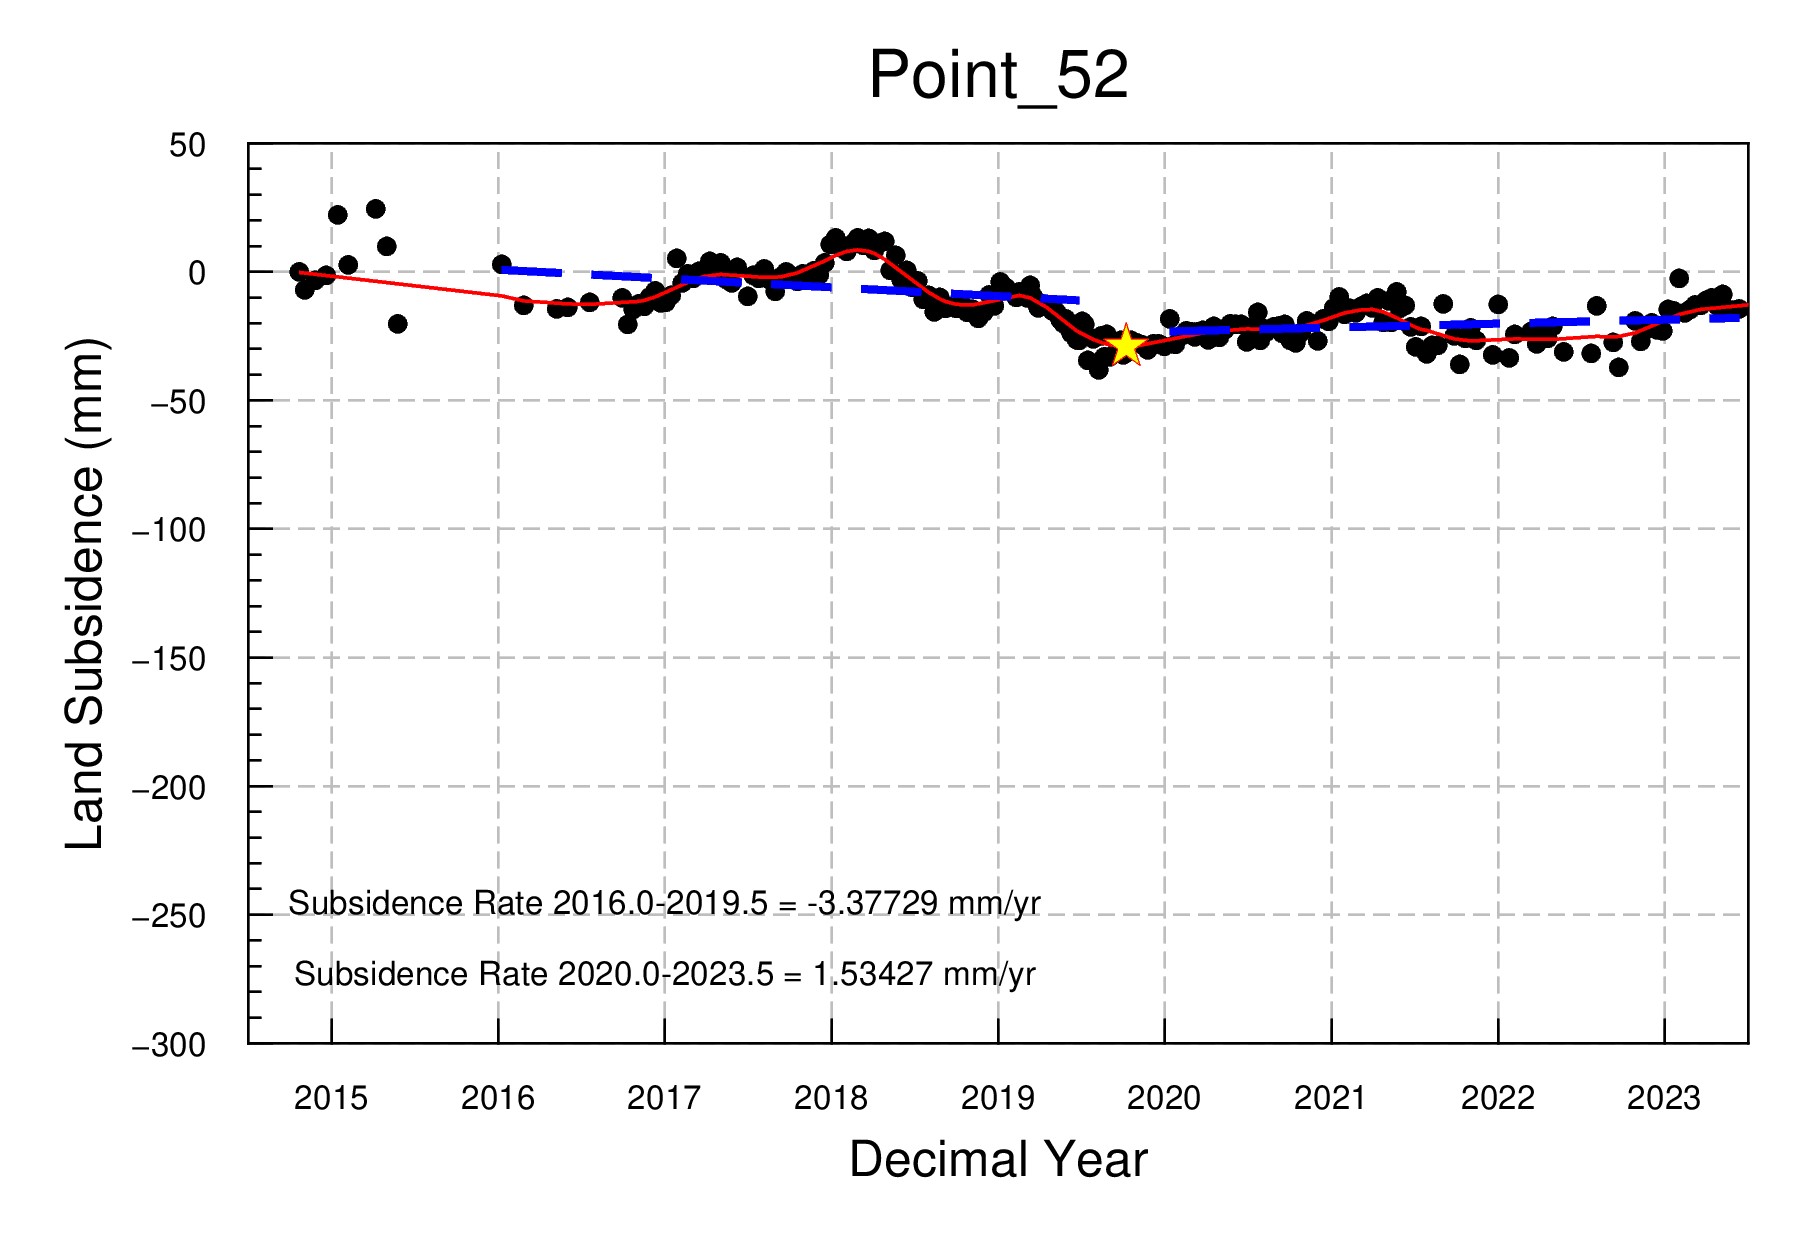 Point_52
Land Subsidence (mm)
50
0
−50
−100
−150
−200
−250
−300
Subsidence Rate 2016.0-2019.5 = -3.37729 mm/yr
Subsidence Rate 2020.0-2023.5 = 1.53427 mm/yr
2015 2016 2017 2018 2019 2020 2021 2022 2023
Decimal Year